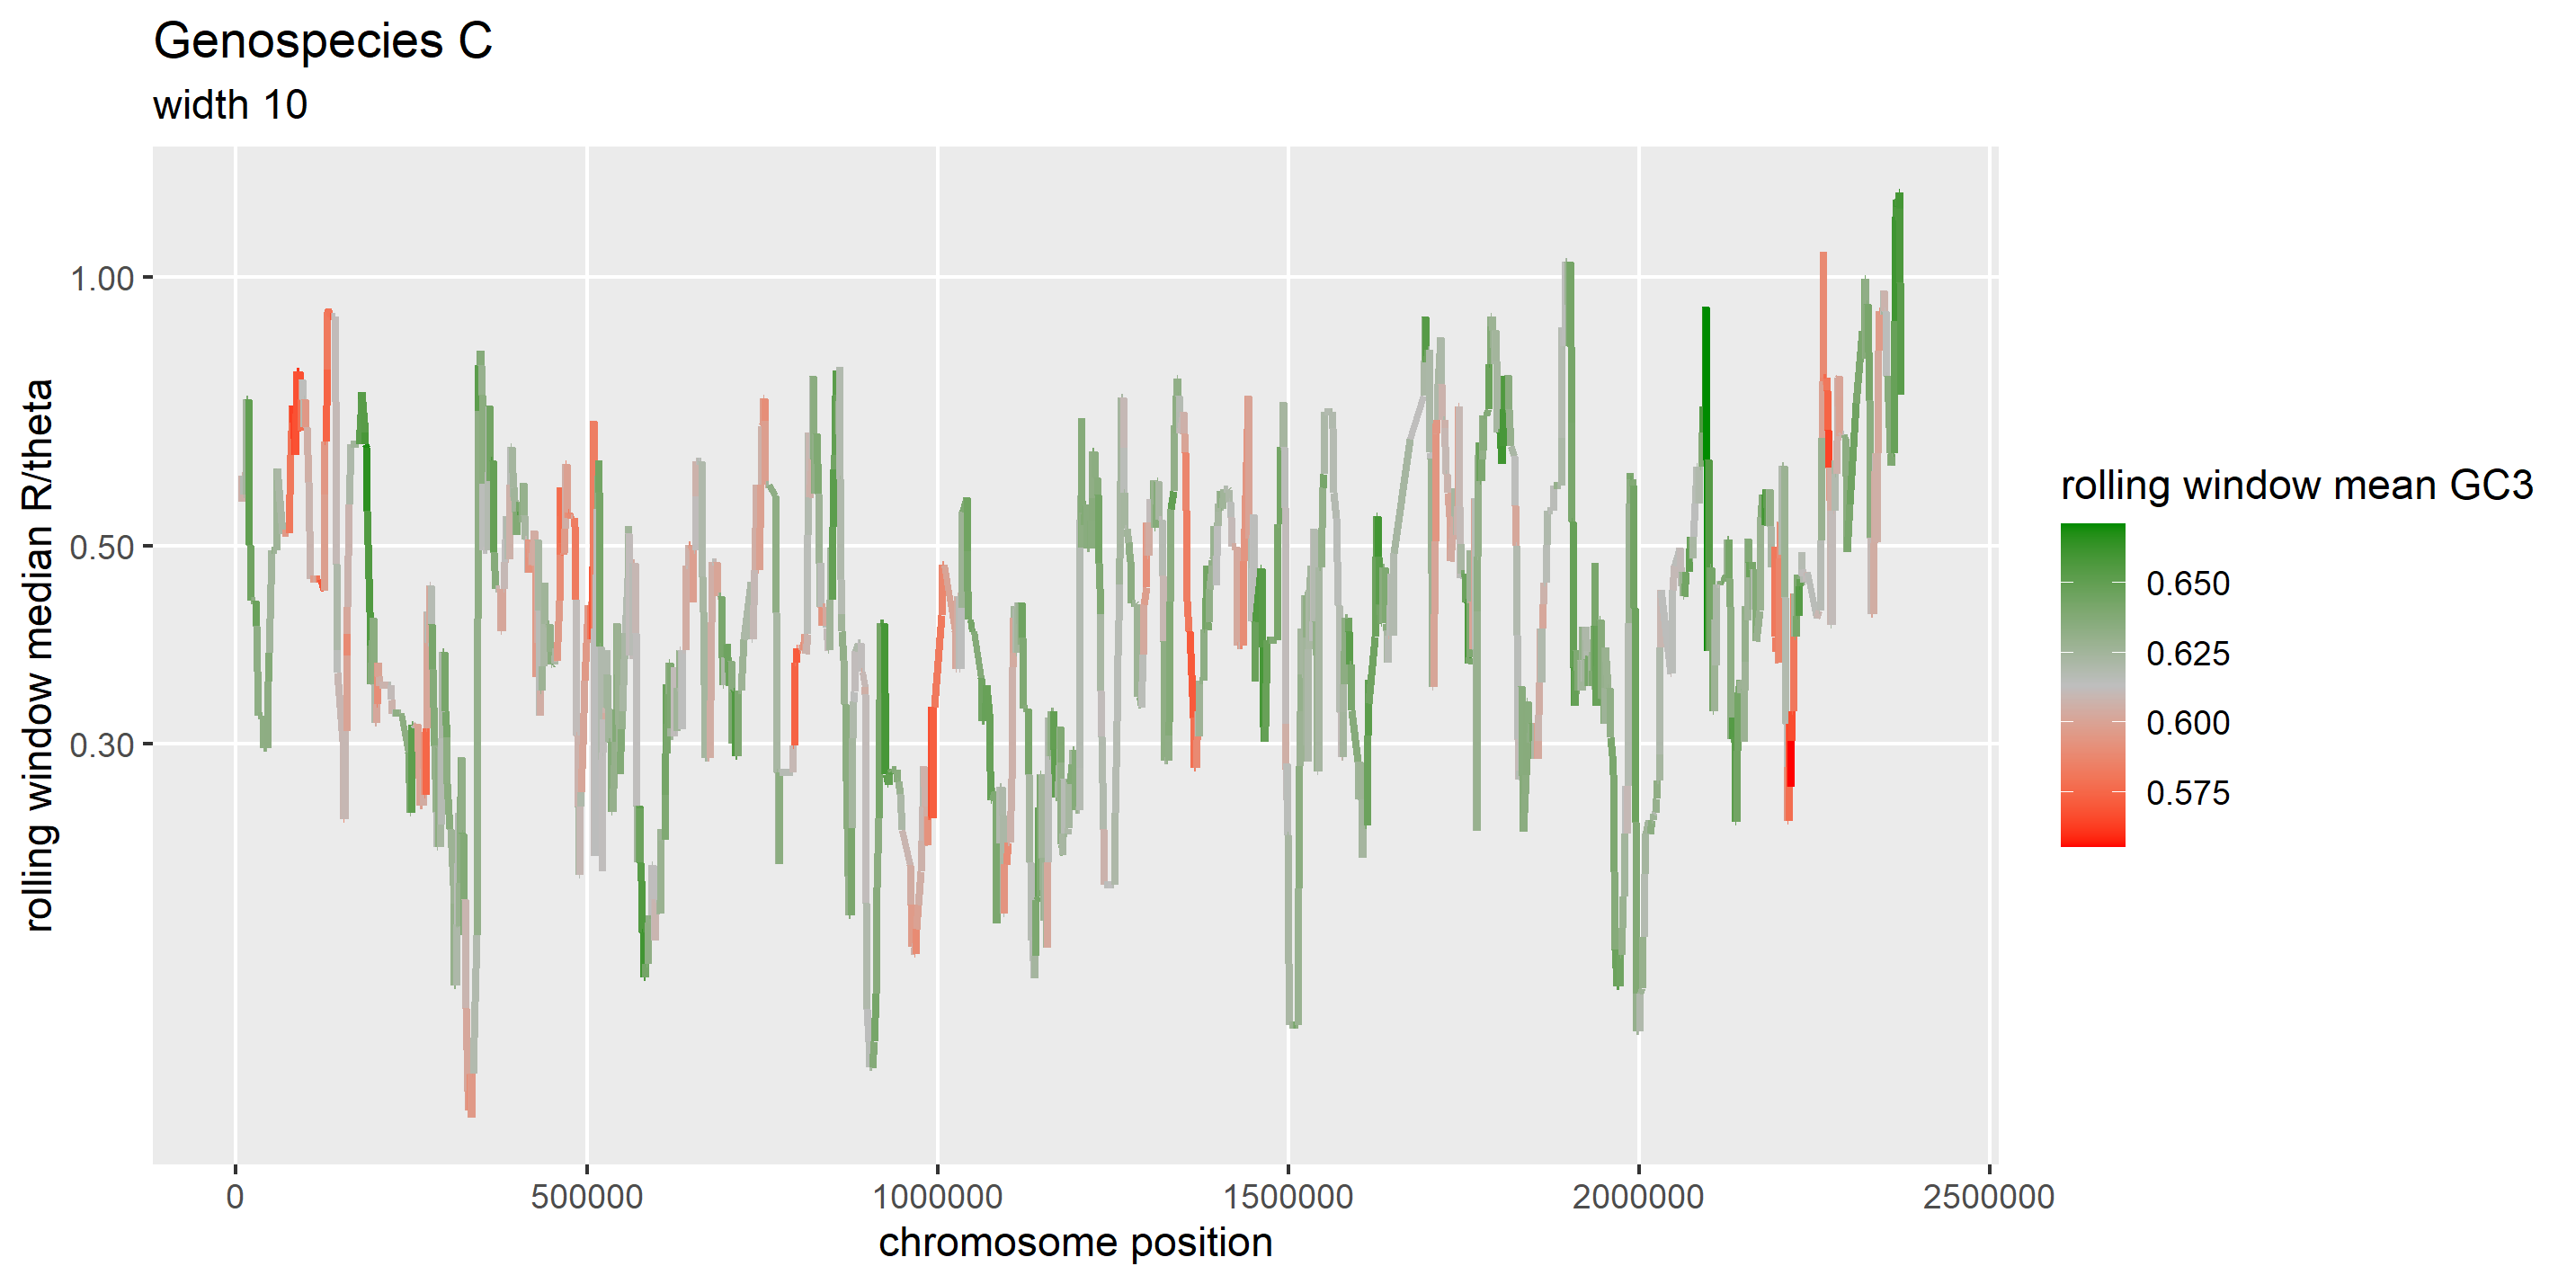 Genospecies C
width 10
1.00
0.50
0.30
rolling window median R/theta
0
500000
1000000
1500000
2000000
2500000
chromosome position
rolling window mean GC3
0.650
0.625
0.600
0.575